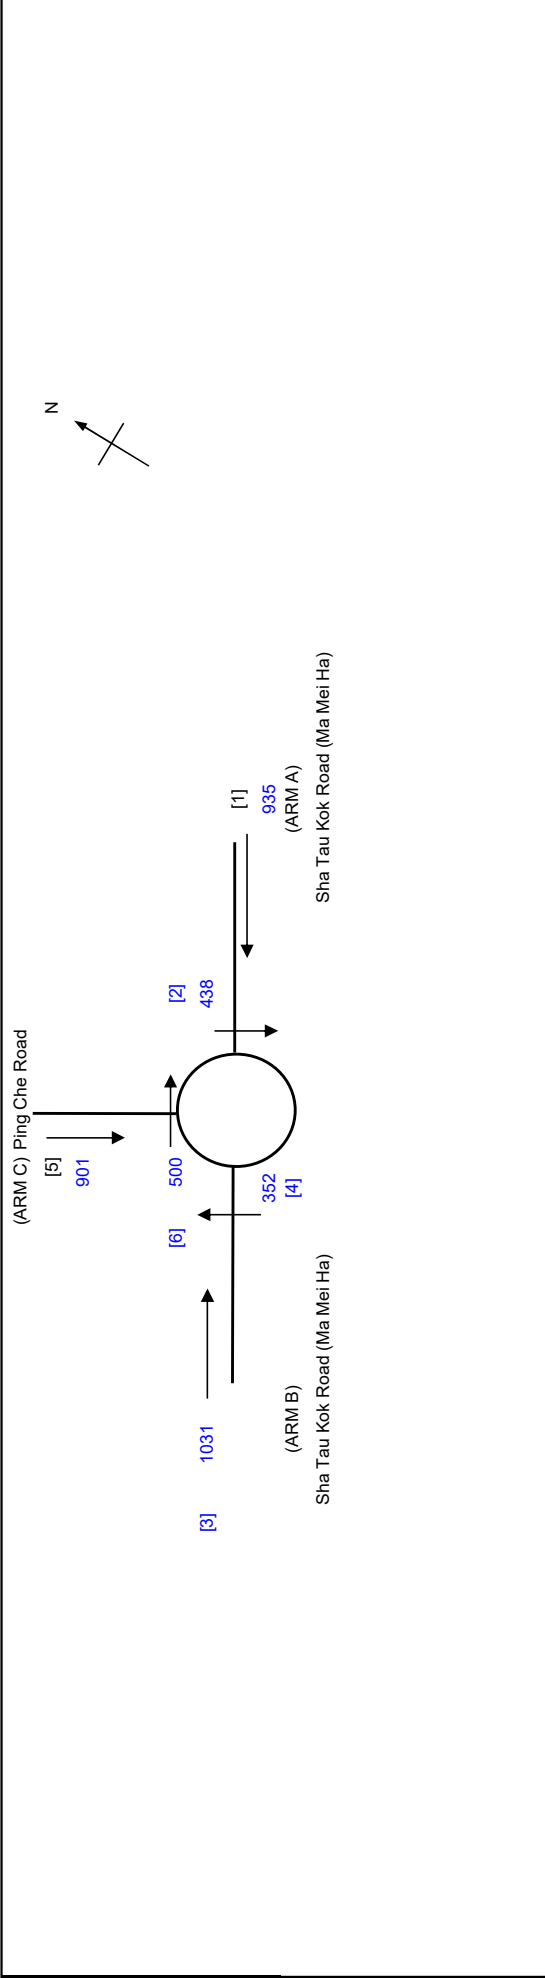 N
(ARM C) Ping Che Road
[5]
901
[6]
500
[2]
438
[3]
1031
352
[4]
[1]
935
(ARM A)
Sha Tau Kok Road (Ma Mei Ha)
(ARM B)
Sha Tau Kok Road (Ma Mei Ha)